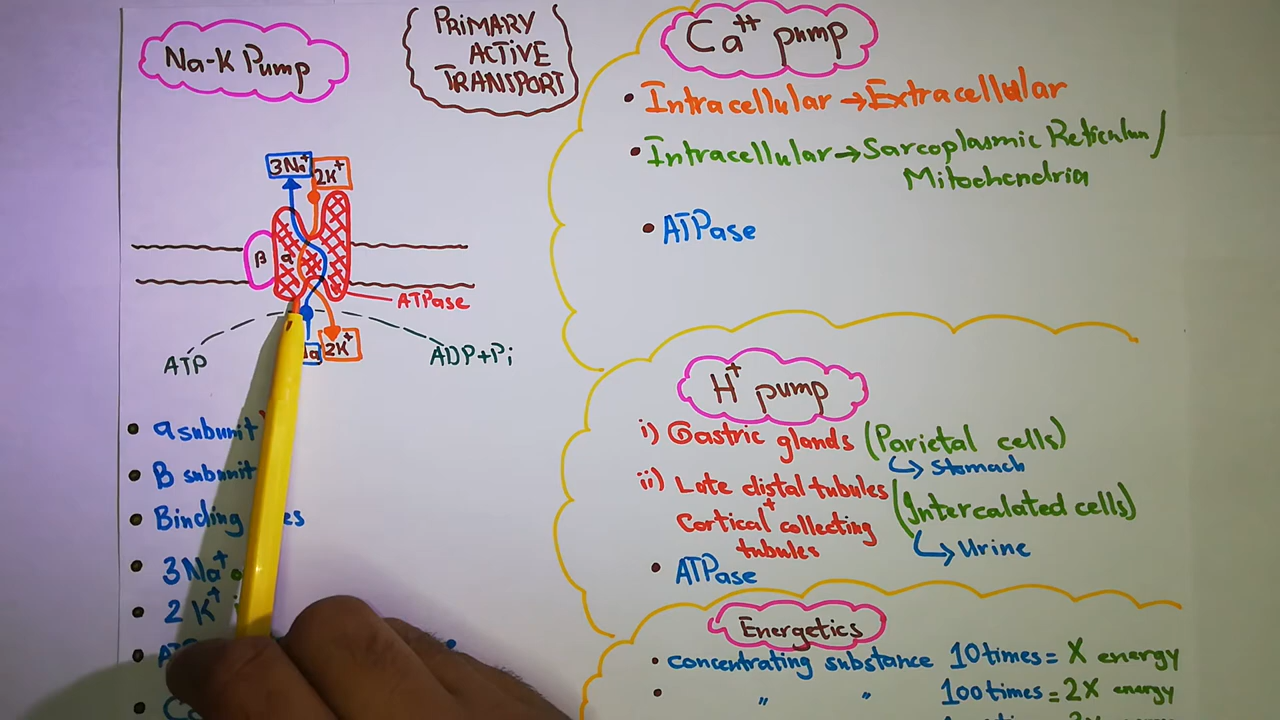 Na-K Pump
PRIMARY
ACTIVE
TRANSPORT
3Na+
2K+
β
α
ATPase
ATP
2K+
ADP+Pi
α subunit
β subunit
Binding
3Na+
2 K+
Ca++ pump
• Intracellular → Extracellular
• Intracellular → Sarcoplasmic Reticulum /
Mitochondria
• ATPase
H+ pump
i) Gastric glands (Parietal cells)
↳ Stomach
ii) Late distal tubules (Intercalated cells)
+
Cortical collecting
tubules
↳ Urine
• ATPase
Energetics
• concentrating substance 10 times = X energy
• " " 100 times = 2X energy